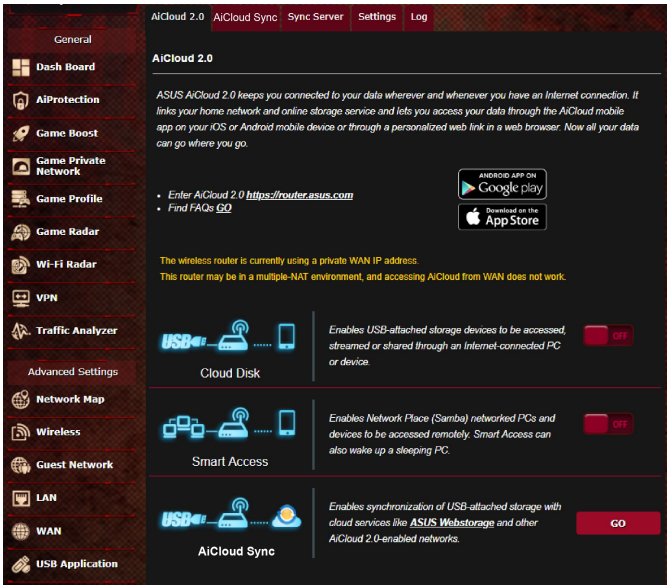 AiCloud 2.0
AiCloud Sync
Sync Server
Settings
Log
General
Dash Board
AiProtection
Game Boost
Game Private
Network
Game Profile
Game Radar
Wi-Fi Radar
VPN
Traffic Analyzer
Advanced Settings
Network Map
Wireless
Guest Network
LAN
WAN
USB Application
AiCloud 2.0
ASUS AiCloud 2.0 keeps you connected to your data wherever and whenever you have an Internet connection. It
links your home network and online storage service and lets you access your data through the AiCloud mobile
app on your iOS or Android mobile device or through a personalized web link in a web browser. Now all your data
can go where you go.
• Enter AiCloud 2.0 https://router.asus.com
• Find FAQs GO
ANDROID APP ON
Google play
Download on the
App Store
The wireless router is currently using a private WAN IP address.
This router may be in a multiple-NAT environment, and accessing AiCloud from WAN does not work.
USB
Cloud Disk
Enables USB-attached storage devices to be accessed,
streamed or shared through an Internet-connected PC
or device.
OFF
Smart Access
Enables Network Place (Samba) networked PCs and
devices to be accessed remotely. Smart Access can
also wake up a sleeping PC.
OFF
USB
AiCloud Sync
Enables synchronization of USB-attached storage with
cloud services like ASUS Webstorage and other
AiCloud 2.0-enabled networks.
GO